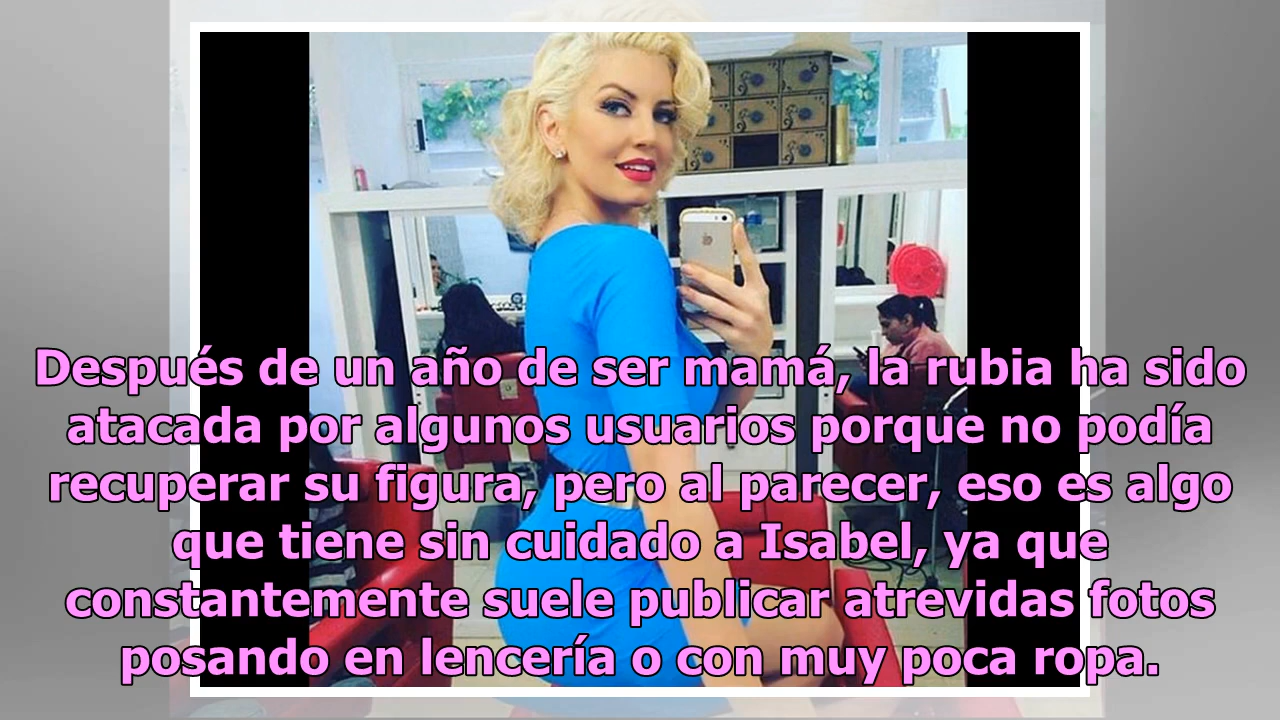 Después de un año de ser mamá, la rubia ha sido
atacada por algunos usuarios porque no podía
recuperar su figura, pero al parecer, eso es algo
que tiene sin cuidado a Isabel, ya que
constantemente suele publicar atrevidas fotos
posando en lencería o con muy poca ropa.